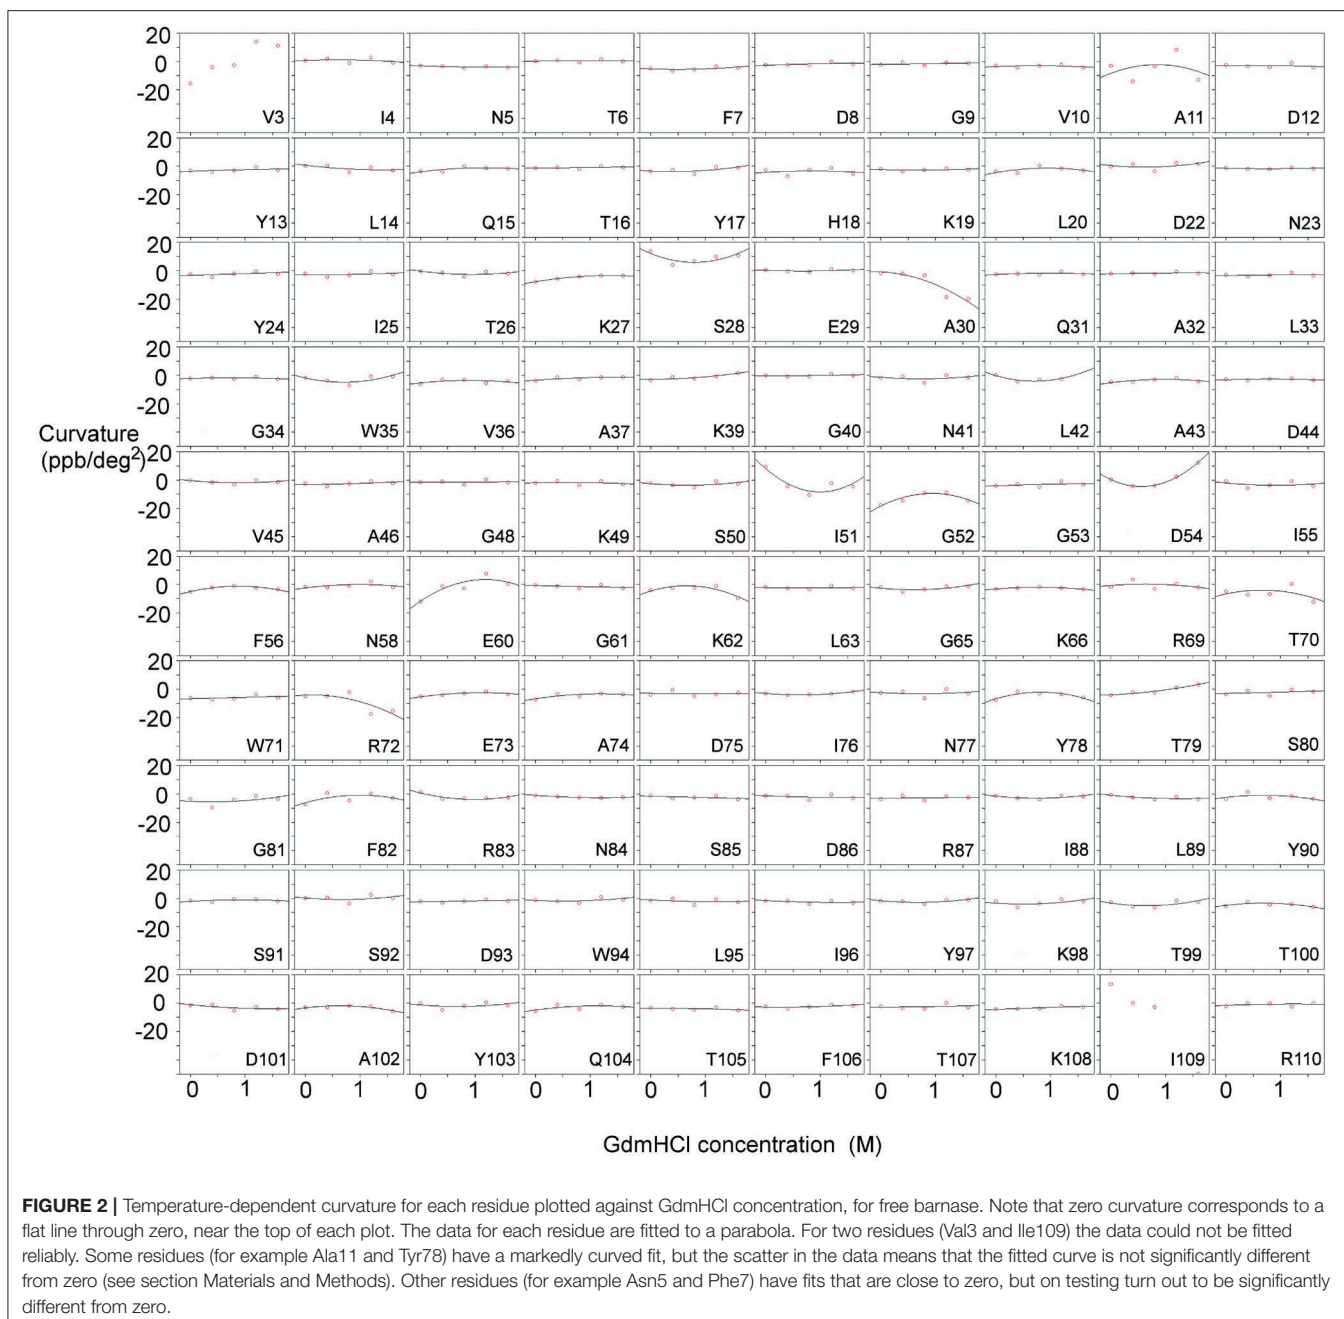 20
0
-20
V3 I4 N5 T6 F7 D8 G9 V10 A11 D12
20
0
-20
Y13 L14 Q15 T16 Y17 H18 K19 L20 D22 N23
20
0
-20
Y24 I25 T26 K27 S28 E29 A30 Q31 A32 L33
20
0
-20
G34 W35 V36 A37 K39 G40 N41 L42 A43 D44
Curvature
(ppb/deg²)
20
0
-20
V45 A46 G48 K49 S50 I51 G52 G53 D54 I55
20
0
-20
F56 N58 E60 G61 K62 L63 G65 K66 R69 T70
20
0
-20
W71 R72 E73 A74 D75 I76 N77 Y78 T79 S80
20
0
-20
G81 F82 R83 N84 S85 D86 R87 I88 L89 Y90
20
0
-20
S91 S92 D93 W94 L95 I96 Y97 K98 T99 T100
20
0
-20
D101 A102 Y103 Q104 T105 F106 T107 K108 I109 R110
0 1 0 1 0 1 0 1 0 1 0 1 0 1 0 1 0 1 0 1
GdmHCl concentration (M)
FIGURE 2 | Temperature-dependent curvature for each residue plotted against GdmHCl concentration, for free barnase. Note that zero curvature corresponds to a
flat line through zero, near the top of each plot. The data for each residue are fitted to a parabola. For two residues (Val3 and Ile109) the data could not be fitted
reliably. Some residues (for example Ala11 and Tyr78) have a markedly curved fit, but the scatter in the data means that the fitted curve is not significantly different
from zero (see section Materials and Methods). Other residues (for example Asn5 and Phe7) have fits that are close to zero, but on testing turn out to be significantly
different from zero.